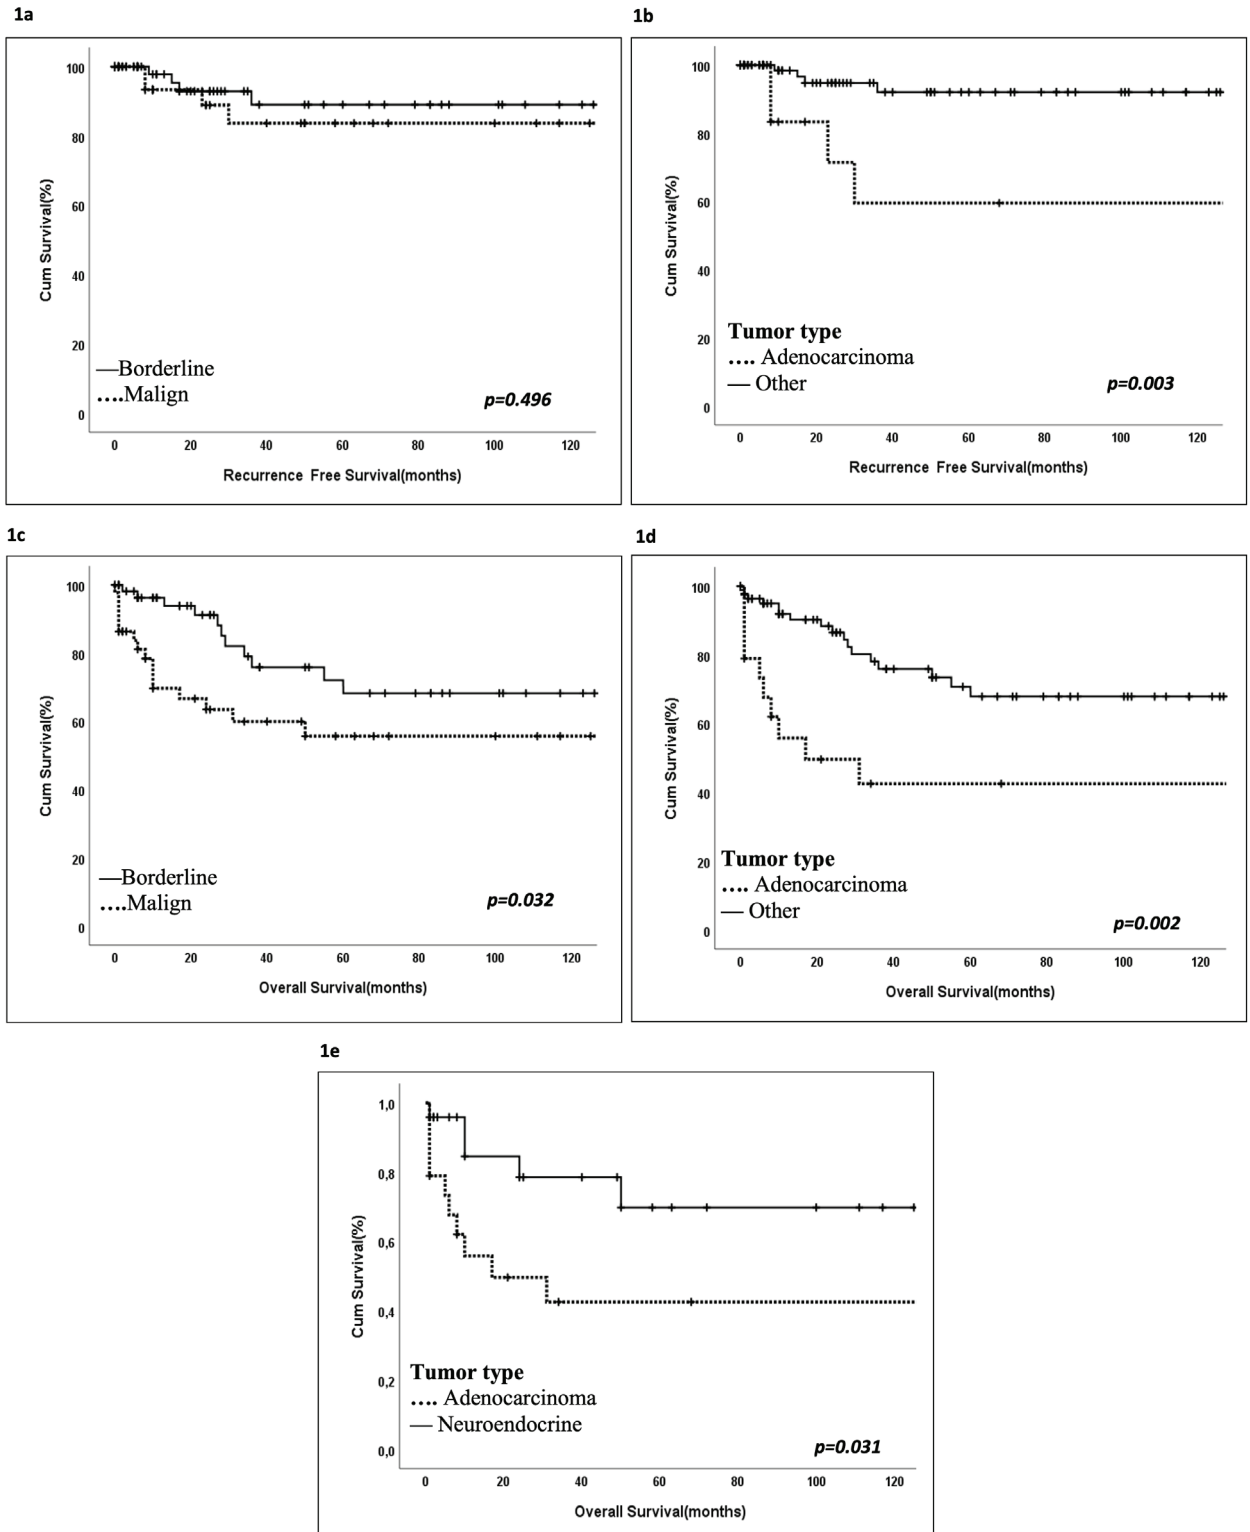 1a
100
80
60
40
20
0
Cum Survival(%)
—Borderline
....Malign
p=0.496
0 20 40 60 80 100 120
Recurrence Free Survival(months)
1b
100
80
60
40
20
0
Cum Survival(%)
Tumor type
.... Adenocarcinoma
— Other
p=0.003
0 20 40 60 80 100 120
Recurrence Free Survival(months)
1c
100
80
60
40
20
0
Cum Survival(%)
—Borderline
....Malign
p=0.032
0 20 40 60 80 100 120
Overall Survival(months)
1d
100
80
60
40
20
0
Cum Survival(%)
Tumor type
.... Adenocarcinoma
— Other
p=0.002
0 20 40 60 80 100 120
Overall Survival(months)
1e
1,0
0,8
0,6
0,4
0,2
0,0
Cum Survival(%)
Tumor type
.... Adenocarcinoma
— Neuroendocrine
p=0.031
0 20 40 60 80 100 120
Overall Survival(months)